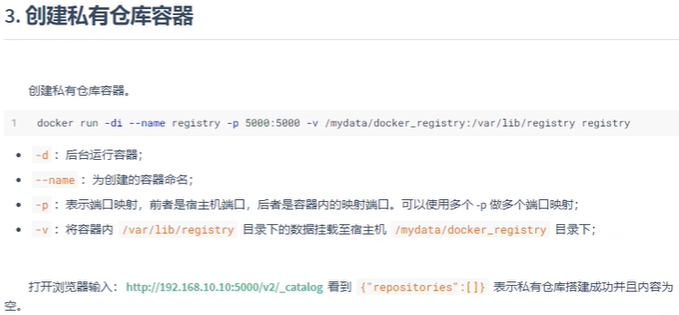 3. 创建私有仓库容器
创建私有仓库容器。
1 docker run -di --name registry -p 5000:5000 -v /mydata/docker_registry:/var/lib/registry registry
-d：后台运行容器；
--name：为创建的容器命名；
-p：表示端口映射，前者是宿主机端口，后者是容器内的映射端口。可以使用多个 -p 做多个端口映射；
-v：将容器内 /var/lib/registry 目录下的数据挂载至宿主机 /mydata/docker_registry 目录下；
打开浏览器输入：http://192.168.10.10:5000/v2/_catalog 看到 {"repositories":[]} 表示私有仓库搭建成功并且内容为
空。